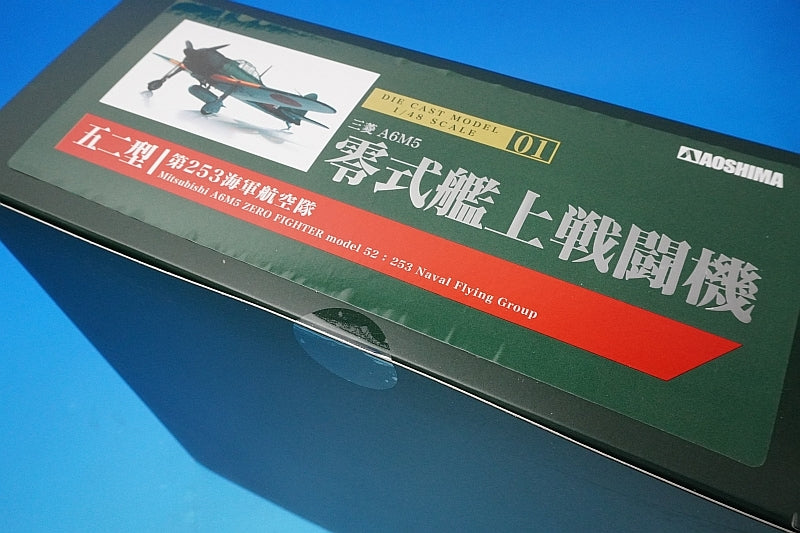 DIE CAST MODEL
1/48 SCALE
01
AOSHIMA
三菱 A6M5
零式艦上戦闘機
五二型
第253海軍航空隊
Mitsubishi A6M5 ZERO FIGHTER model 52 : 253 Naval Flying Group